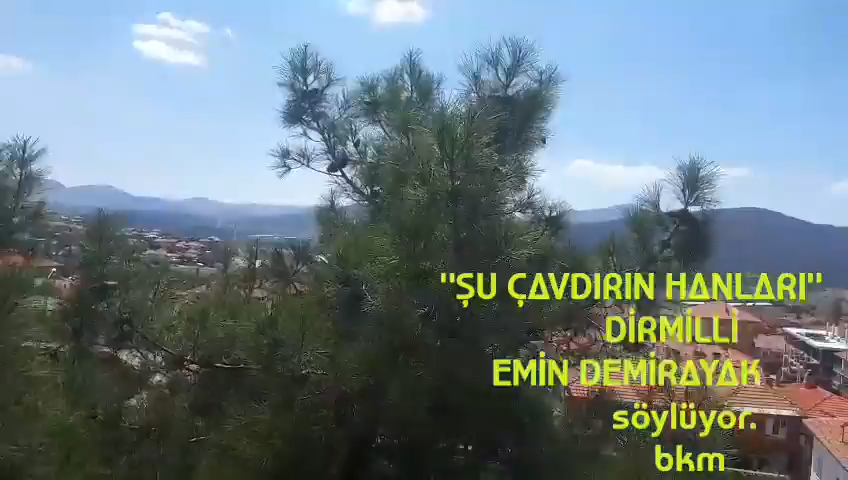 "ŞU ÇAVDIRIN HANLARI"
DİRMİLLİ
EMİN DEMİRAYAK
söylüyor.
bkm